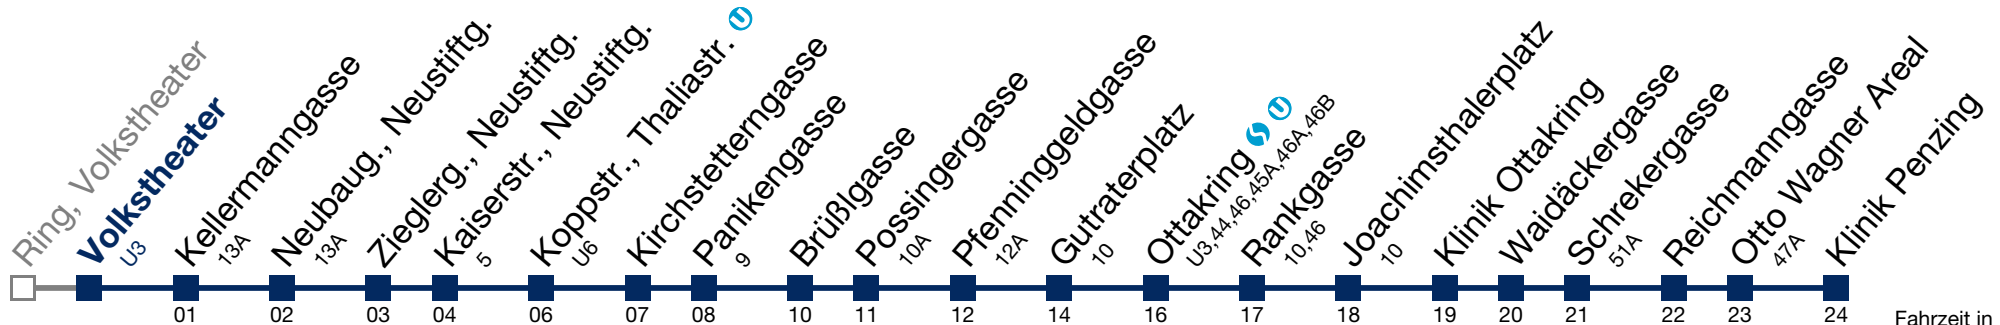 Ring, Volkstheater
Volkstheater
U3
Kellermanngasse
13A
Neubaug., Neustiftg.
13A
Zieglerg., Neustiftg.
Kaiserstr., Neustiftg.
5
Koppstr., Thaliastr. U
U6
Kirchstetterngasse
Panikengasse
9
Brüßlgasse
Possingergasse
10A
Pfenninggeldgasse
12A
Gutraterplatz
10
Ottakring S U
U3,44,46,45A,46A,46B
Rankgasse
10,46
Joachimsthalerplatz
10
Klinik Ottakring
Waidäckergasse
Schrekergasse
51A
Reichmanngasse
Otto Wagner Areal
47A
Klinik Penzing
01 02 03 04 06 07 08 10 11 12 14 16 17 18 19 20 21 22 23 24 Fahrzeit in